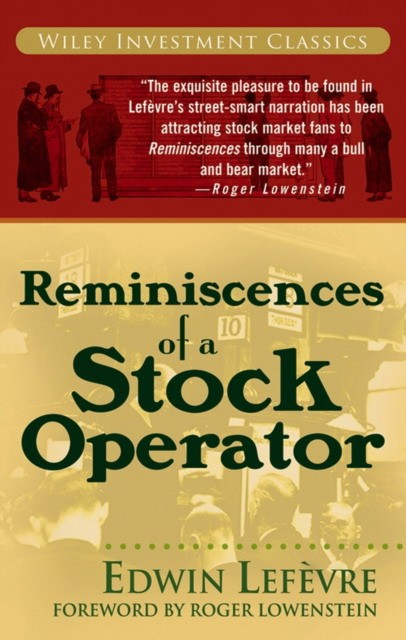 WILEY INVESTMENT CLASSICS
"The exquisite pleasure to be found in
Lefèvre's street-smart narration has been
attracting stock market fans to
Reminiscences through many a bull
and bear market."
—Roger Lowenstein
10
Reminiscences
of a
Stock
Operator
EDWIN LEFÈVRE
FOREWORD BY ROGER LOWENSTEIN